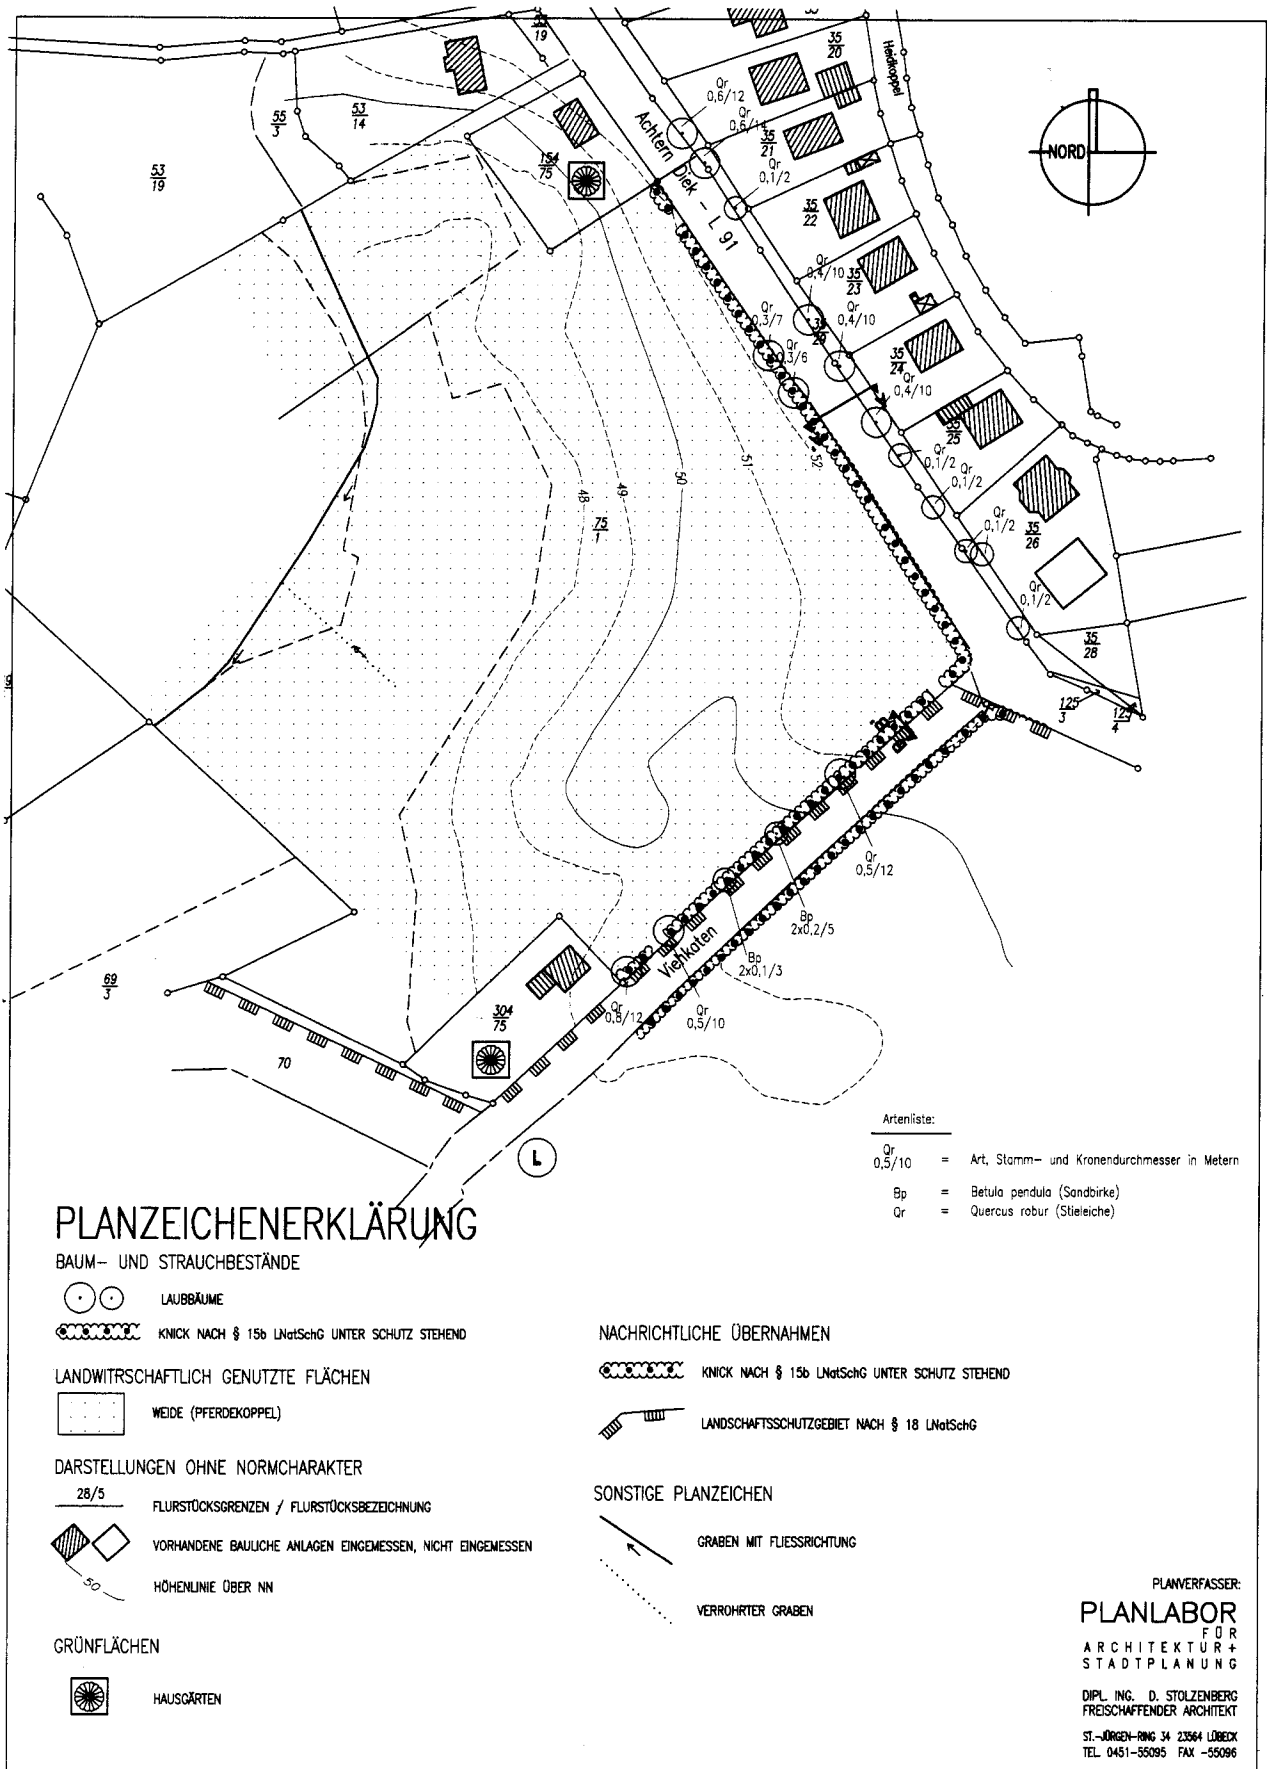 53
19
35
20
Heidkoppel
Qr
0,6/12
Qr
0,6/14
35
21
Achtern Diek - L 91
NORD
55
3
53
14
53
19
154
75
Qr
0,1/2
35
22
Qr
0,4/10
35
23
Qr
0,3/7
Qr
0,4/10
35
29
Qr
0,3/6
35
24
Qr
0,4/10
35
25
Qr
0,1/2
Qr
0,1/2
52
51
50
49
48
75
1
Qr
0,1/2
35
26
Qr
0,1/2
35
28
125
3
125
4
Qr
0,5/12
Bp
2x0,2/5
Viehkaten
Bp
2x0,1/3
69
3
304
75
Qr
0,8/12
Qr
0,5/10
70
L
Artenliste:
Qr
0,5/10 = Art, Stamm- und Kronendurchmesser in Metern
Bp = Betula pendula (Sandbirke)
Qr = Quercus robur (Stieleiche)
PLANZEICHENERKLÄRUNG
BAUM- UND STRAUCHBESTÄNDE
LAUBBÄUME
KNICK NACH § 15b LNatSchG UNTER SCHUTZ STEHEND
LANDWITRSCHAFTLICH GENUTZTE FLÄCHEN
WEIDE (PFERDEKOPPEL)
DARSTELLUNGEN OHNE NORMCHARAKTER
28/5
FLURSTÜCKSGRENZEN / FLURSTÜCKSBEZEICHNUNG
VORHANDENE BAULICHE ANLAGEN EINGEMESSEN, NICHT EINGEMESSEN
50
HÖHENLINIE ÜBER NN
GRÜNFLÄCHEN
HAUSGÄRTEN
NACHRICHTLICHE ÜBERNAHMEN
KNICK NACH § 15b LNatSchG UNTER SCHUTZ STEHEND
LANDSCHAFTSSCHUTZGEBIET NACH § 18 LNatSchG
SONSTIGE PLANZEICHEN
GRABEN MIT FLIESSRICHTUNG
VERROHRTER GRABEN
PLANVERFASSER:
PLANLABOR
FÜR
ARCHITEKTUR+
STADTPLANUNG
DIPL. ING. D. STOLZENBERG
FREISCHAFFENDER ARCHITEKT
ST.-JÜRGEN-RING 34 23564 LÜBECK
TEL. 0451-55095 FAX -55096